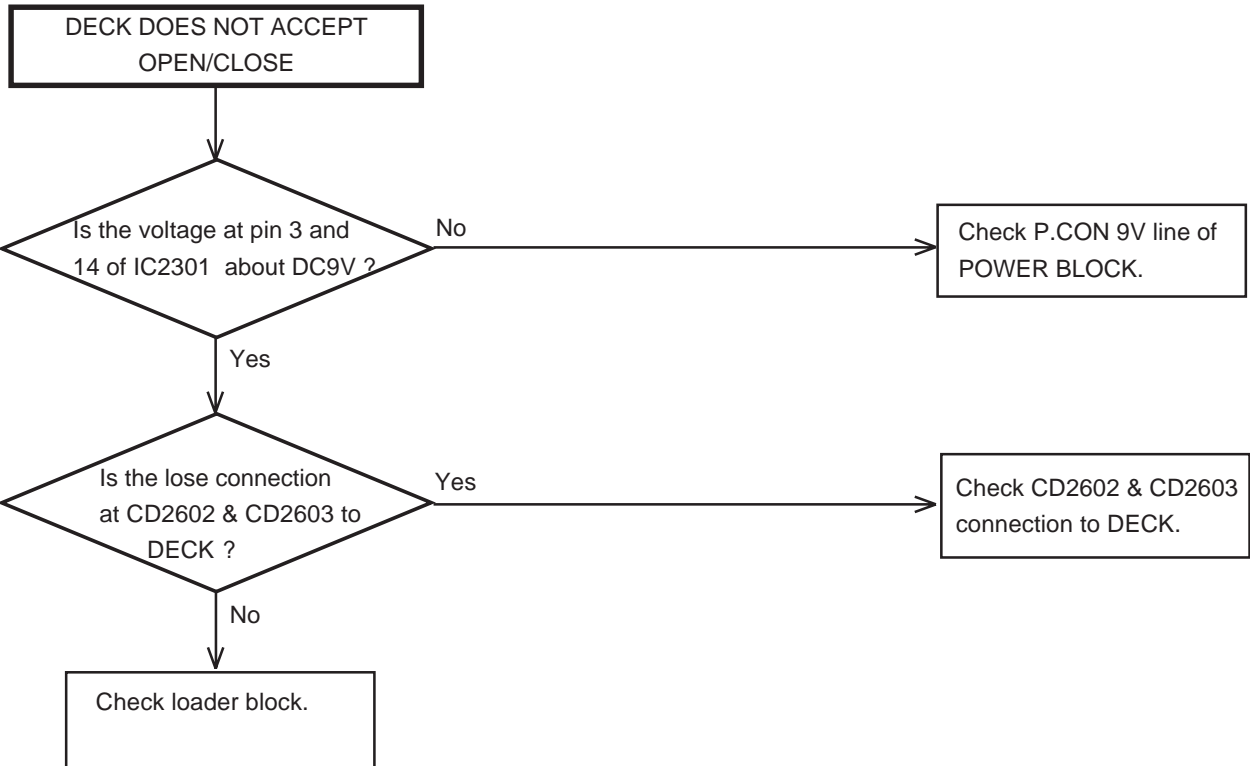 DECK DOES NOT ACCEPT
OPEN/CLOSE
Is the voltage at pin 3 and
14 of IC2301 about DC9V ?
No
Check P.CON 9V line of
POWER BLOCK.
Yes
Is the lose connection
at CD2602 & CD2603 to
DECK ?
Yes
Check CD2602 & CD2603
connection to DECK.
No
Check loader block.